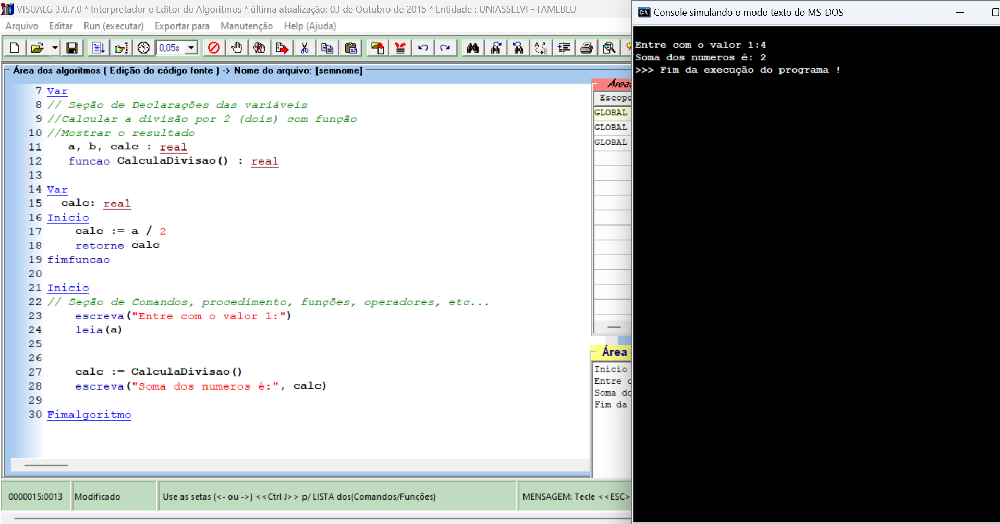 VISUALG 3.0.7.0 * Interpretador e Editor de Algoritmos * última atualização: 03 de Outubro de 2015 * Entidade : UNIASSELVI - FAMEBLU
Arquivo Editar Run (executar) Exportar para Manutenção Help (Ajuda)
0,05s
Área dos algoritmos ( Edição do código fonte ) -> Nome do arquivo: [semnome]
7 Var
8 // Seção de Declarações das variáveis
9 //Calcular a divisão por 2 (dois) com função
10 //Mostrar o resultado
11 a, b, calc : real
12 funcao CalculaDivisao() : real
13
14 Var
15 calc: real
16 Inicio
17 calc := a / 2
18 retorne calc
19 fimfuncao
20
21 Inicio
22 // Seção de Comandos, procedimento, funções, operadores, etc...
23 escreva("Entre com o valor 1:")
24 leia(a)
25
26
27 calc := CalculaDivisao()
28 escreva("Soma dos numeros é:", calc)
29
30 Fimalgoritmo
Área
Escopo
GLOBAL
GLOBAL
GLOBAL
Área
Início
Entre
Soma
Fim da
0000015:0013 Modificado Use as setas (<- ou ->) <<Ctrl J>> p/ LISTA dos(Comandos/Funções) MENSAGEM: Tecle <<ESC>
Console simulando o modo texto do MS-DOS
Entre com o valor 1:4
Soma dos numeros é: 2
>>> Fim da execução do programa !